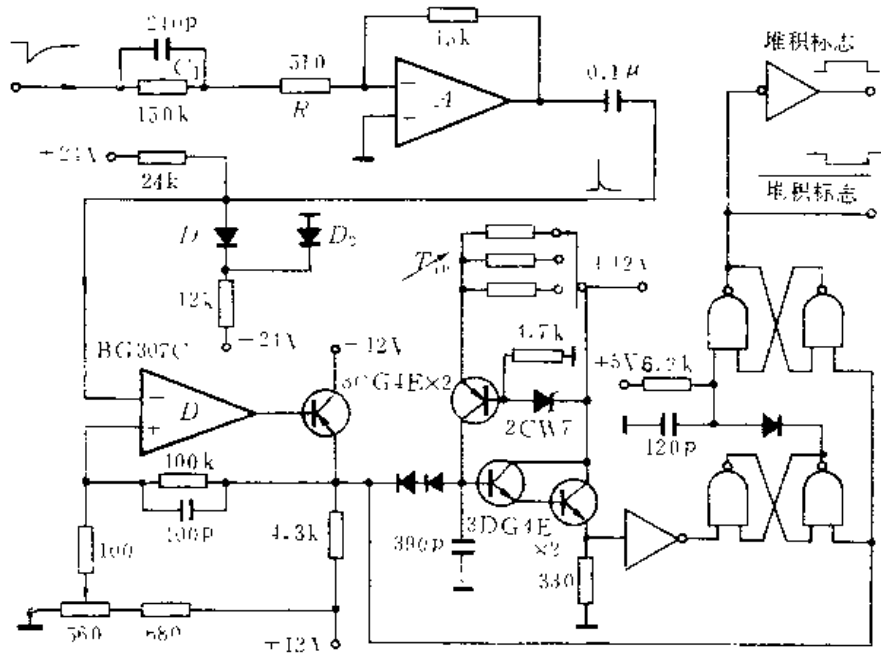 240p
C1
150k
510
R
A
0.1μ
堆积标志
堆积标志
+24V
24k
D
D2
12k
-24V
+12V
4.7k
BG307C
-12V
3CG4E×2
2CW7
+5V
6.2k
120p
D
100k
100p
4.3k
390p
3DG4E
×2
330
100
560
680
+12V